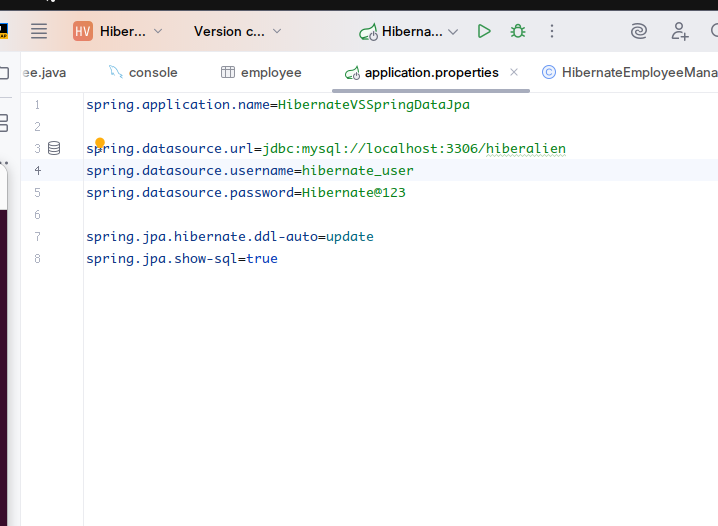 HV Hiber... Version c... Hiberna...
ee.java console employee application.properties HibernateEmployeeMana
1 spring.application.name=HibernateVSSpringDataJpa
2
3 spring.datasource.url=jdbc:mysql://localhost:3306/hiberalien
4 spring.datasource.username=hibernate_user
5 spring.datasource.password=Hibernate@123
6
7 spring.jpa.hibernate.ddl-auto=update
8 spring.jpa.show-sql=true